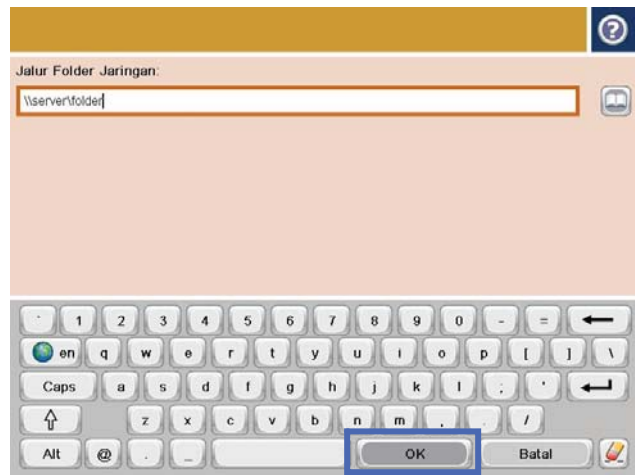 ?
Jalur Folder Jaringan:
\\server\folder
` 1 2 3 4 5 6 7 8 9 0 - =
en q w e r t y u i o p [ ] \
Caps a s d f g h j k l ; '
z x c v b n m , . /
Alt @ . _ OK Batal